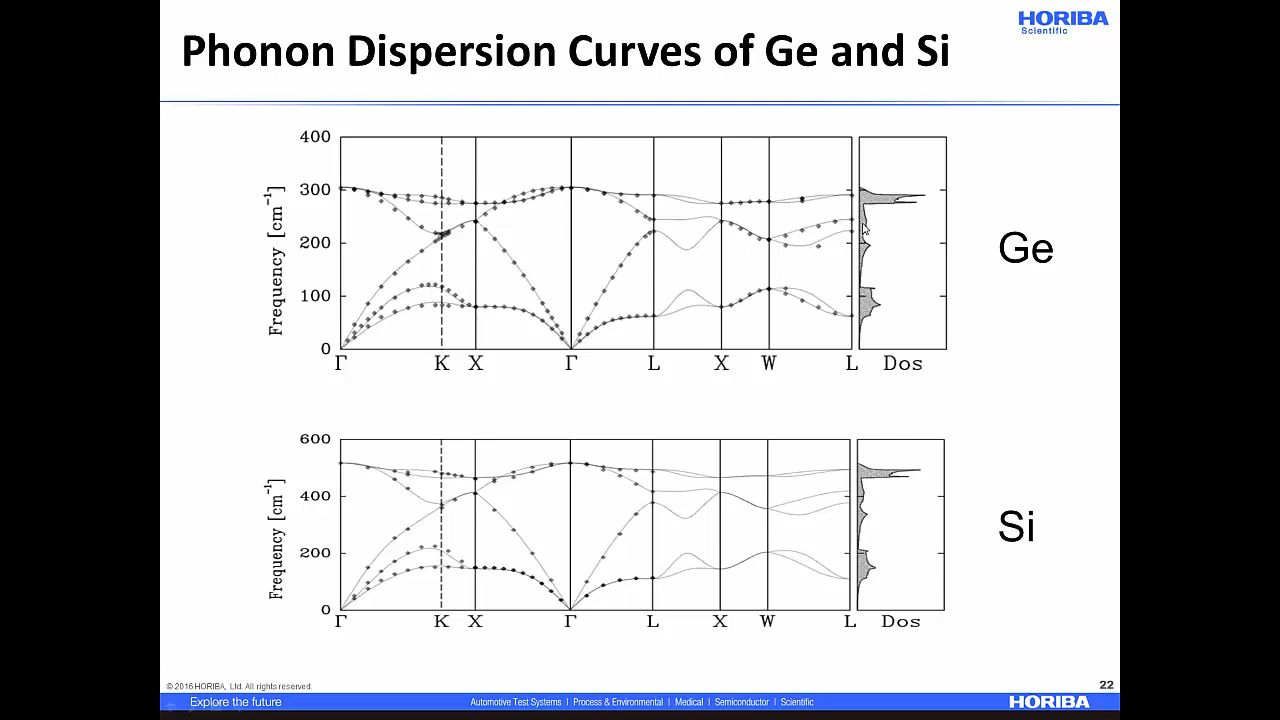 HORIBA
Scientific
Phonon Dispersion Curves of Ge and Si
400
300
200
100
0
Frequency [cm⁻¹]
Γ K X Γ L X W L Dos
Ge
600
400
200
0
Frequency [cm⁻¹]
Γ K X Γ L X W L Dos
Si
© 2016 HORIBA, Ltd. All rights reserved.
22
Explore the future
Automotive Test Systems | Process & Environmental | Medical | Semiconductor | Scientific
HORIBA